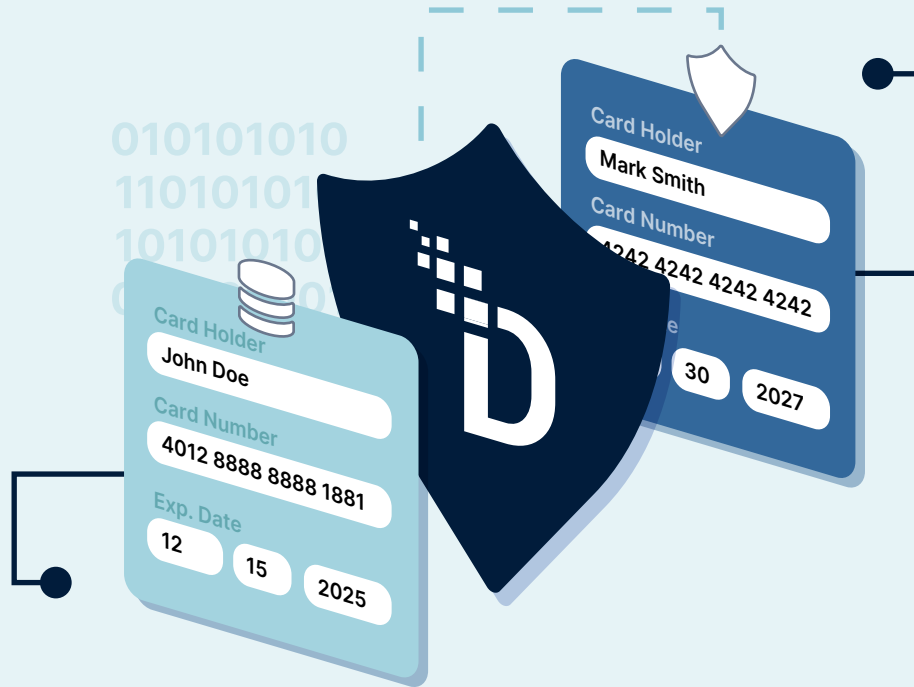 010101010
110101011
10101010
Card Holder
John Doe
Card Number
4012 8888 8888 1881
Exp. Date
12 15 2025
D
Card Holder
Mark Smith
Card Number
4242 4242 4242 4242
30 2027